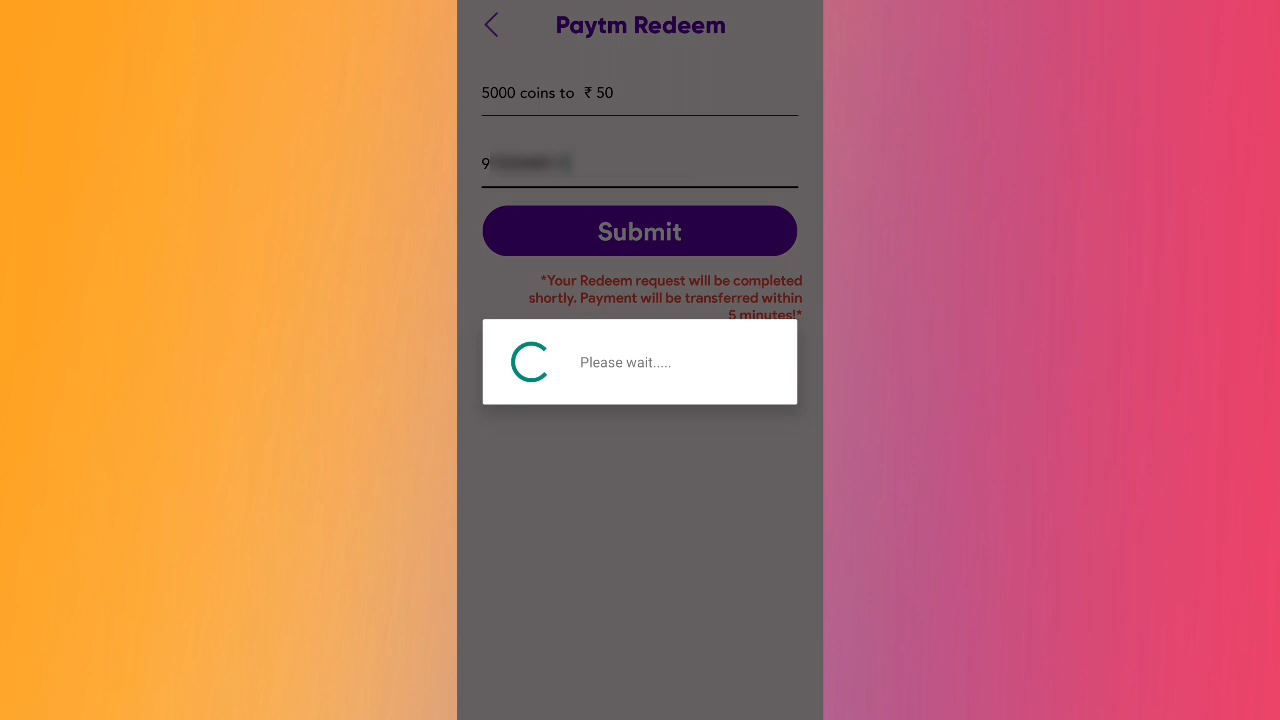 Paytm Redeem
5000 coins to ₹ 50
9
Submit
*Your Redeem request will be completed
shortly. Payment will be transferred within
5 minutes!*
Please wait.....